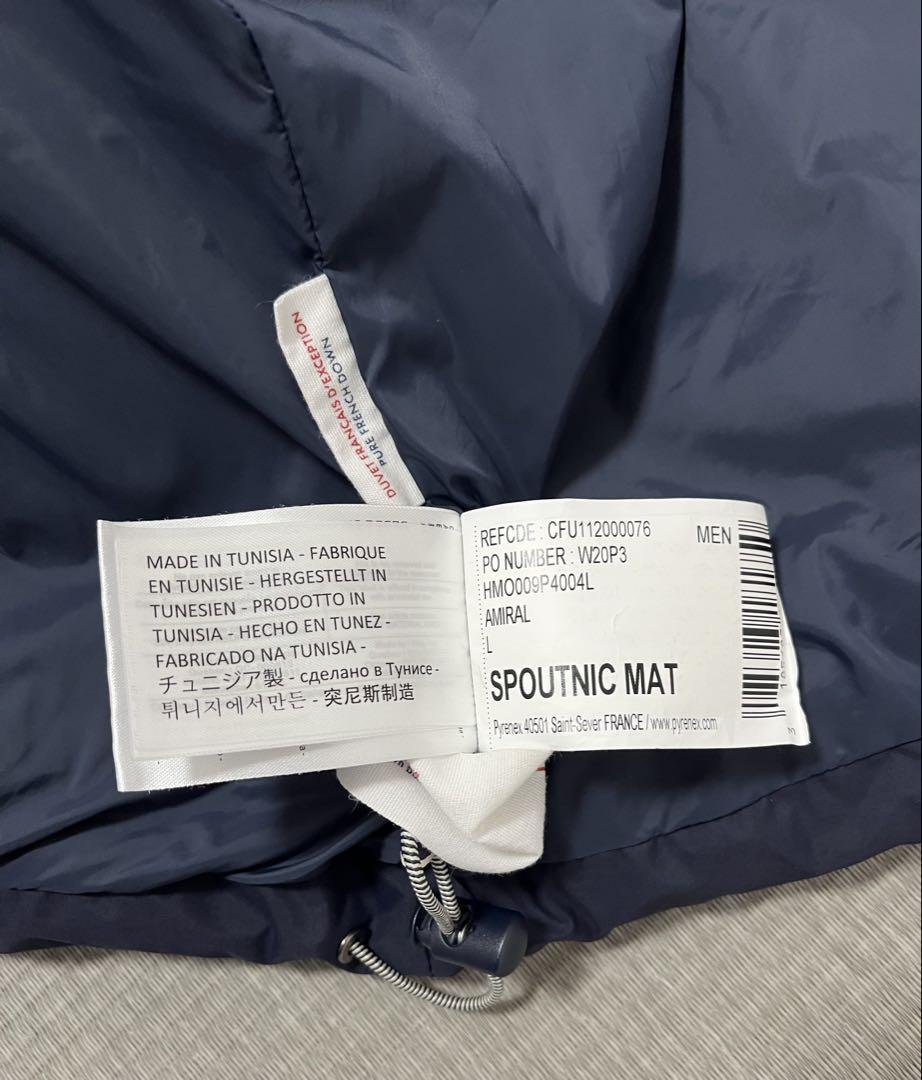 DUVET FRANÇAIS D'EXCEPTION
PURE FRENCH DOWN
MADE IN TUNISIA - FABRIQUE
EN TUNISIE - HERGESTELLT IN
TUNESIEN - PRODOTTO IN
TUNISIA - HECHO EN TUNEZ -
FABRICADO NA TUNISIA -
チュニジア製 - сделано в Тунисе -
튀니지에서만든 - 突尼斯制造
REFCDE : CFU112000076
MEN
PO NUMBER : W20P3
HMO009P4004L
AMIRAL
L
SPOUTNIC MAT
Pyrenex 40501 Saint-Sever FRANCE / www.pyrenex.com